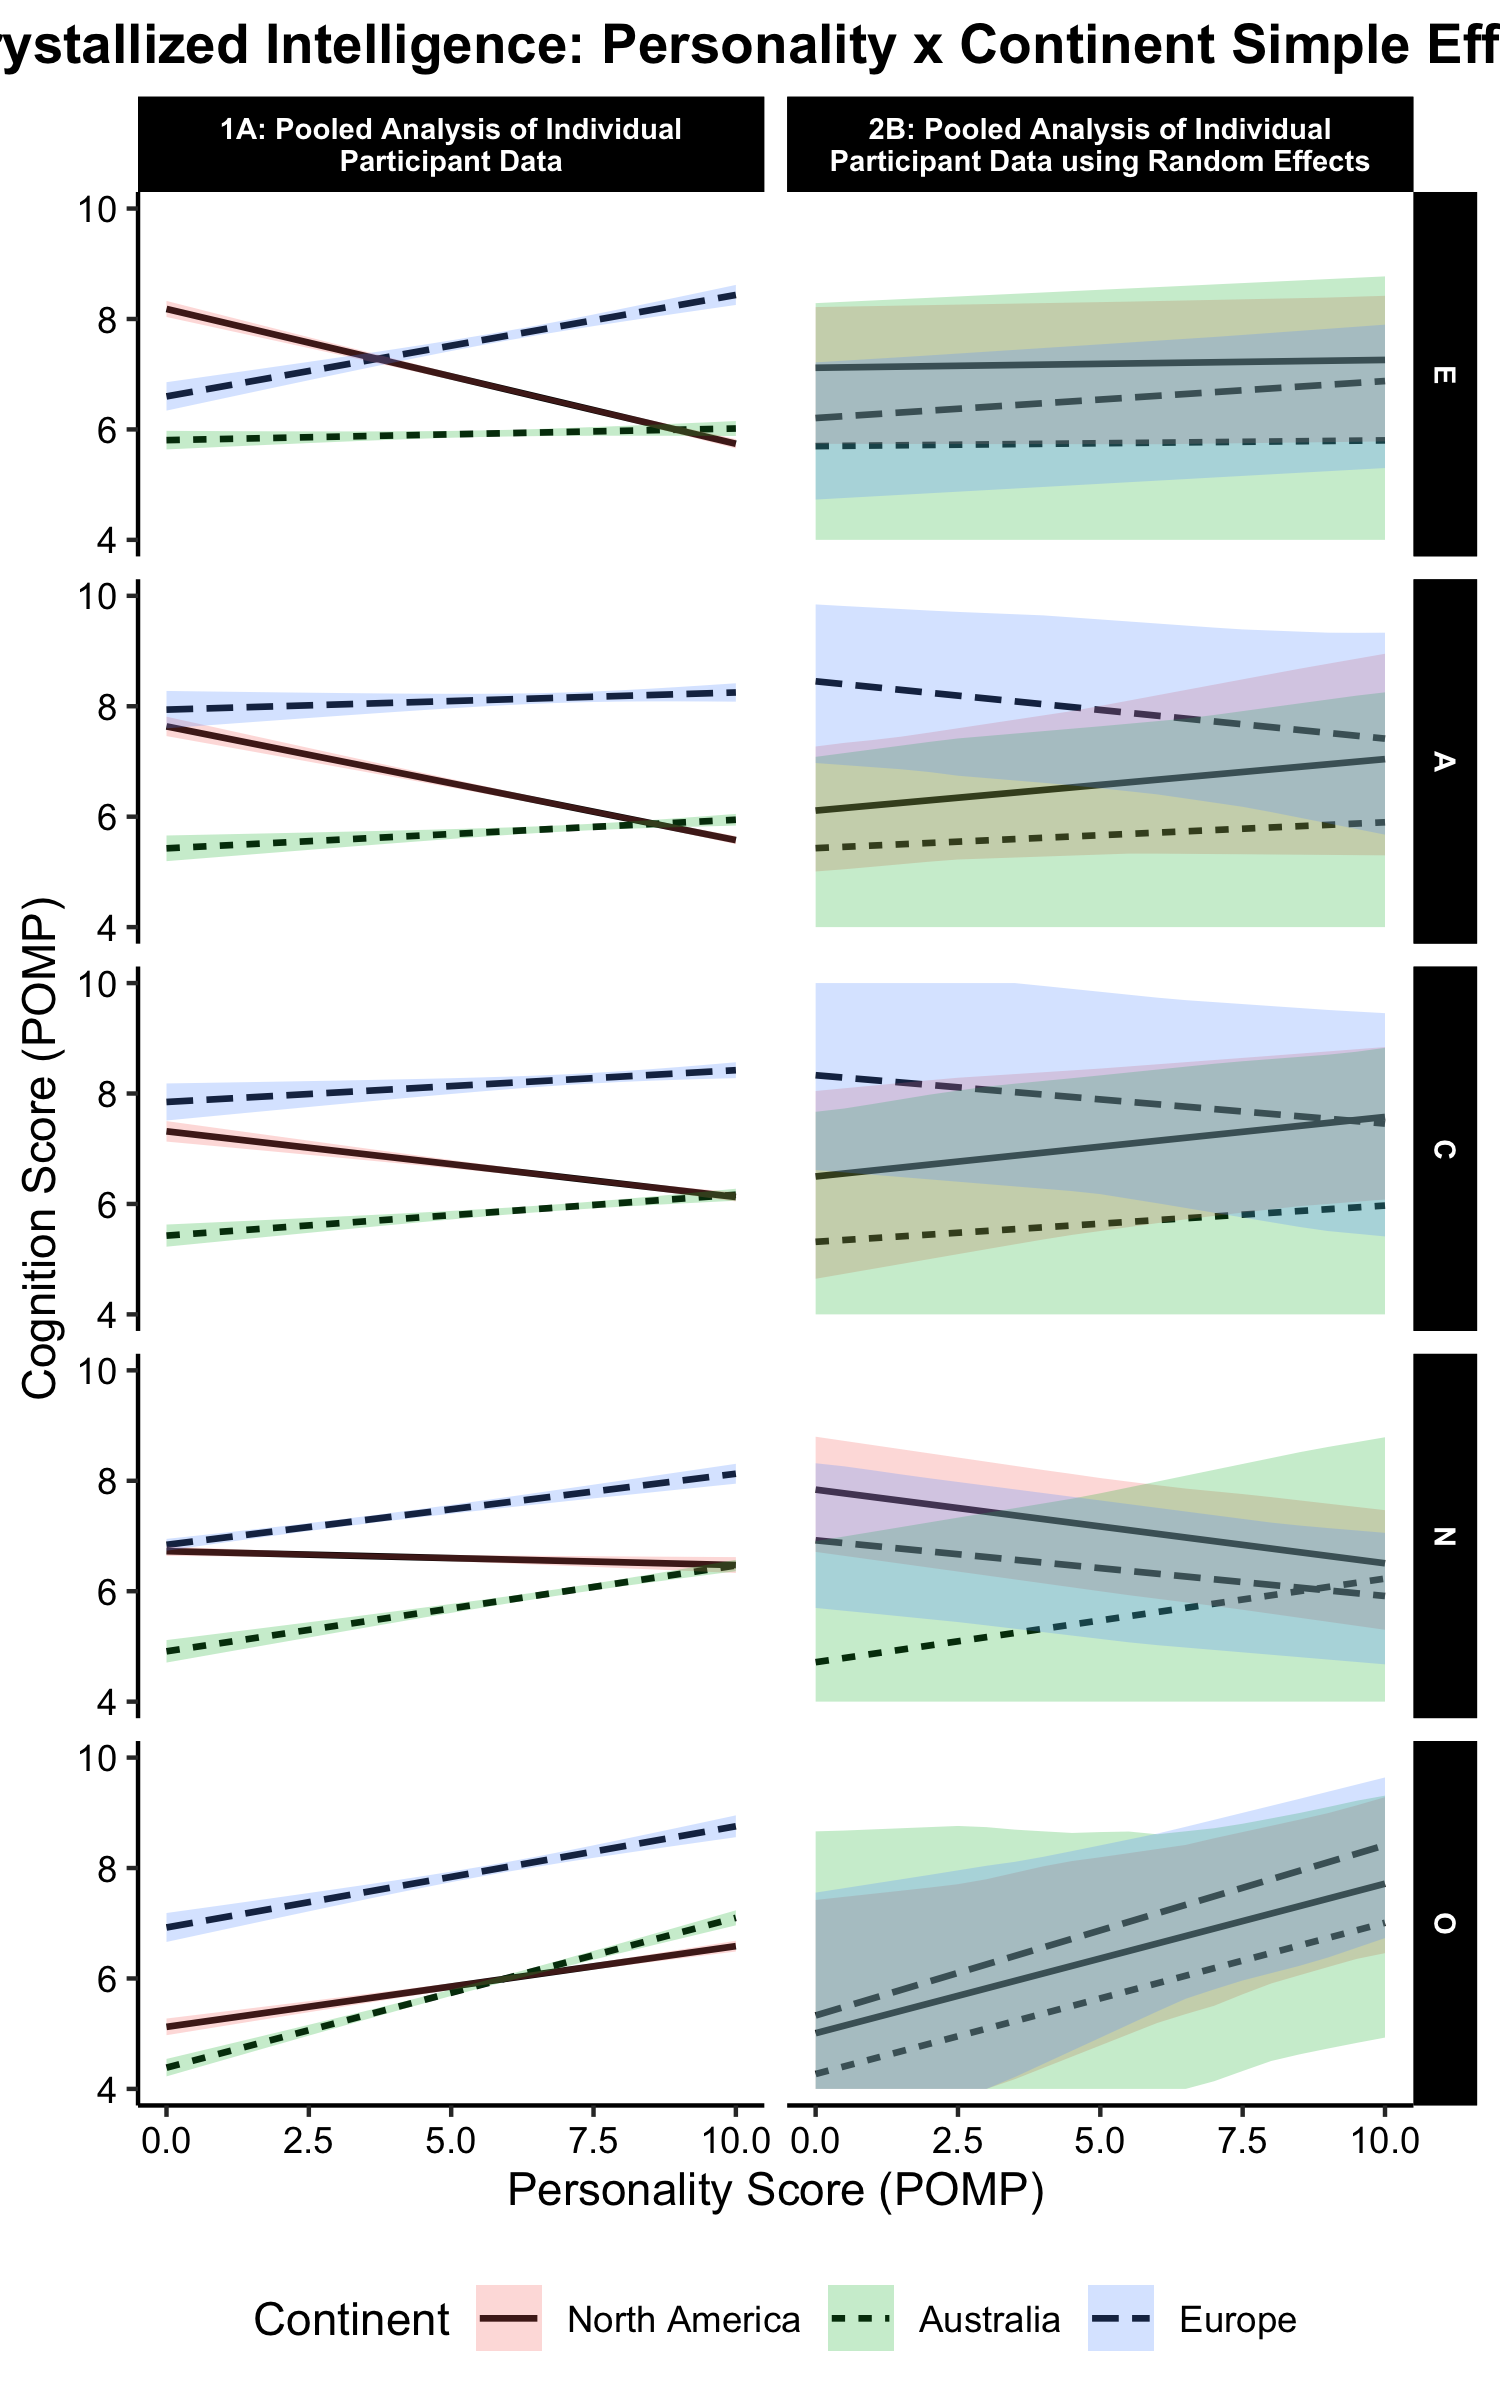 rystallized Intelligence: Personality x Continent Simple Eff
1A: Pooled Analysis of Individual
Participant Data
2B: Pooled Analysis of Individual
Participant Data using Random Effects
10
8
6
4
E
10
8
6
4
A
Cognition Score (POMP)
10
8
6
4
C
10
8
6
4
N
10
8
6
4
O
0.0 2.5 5.0 7.5 10.0 0.0 2.5 5.0 7.5 10.0
Personality Score (POMP)
Continent North America Australia Europe